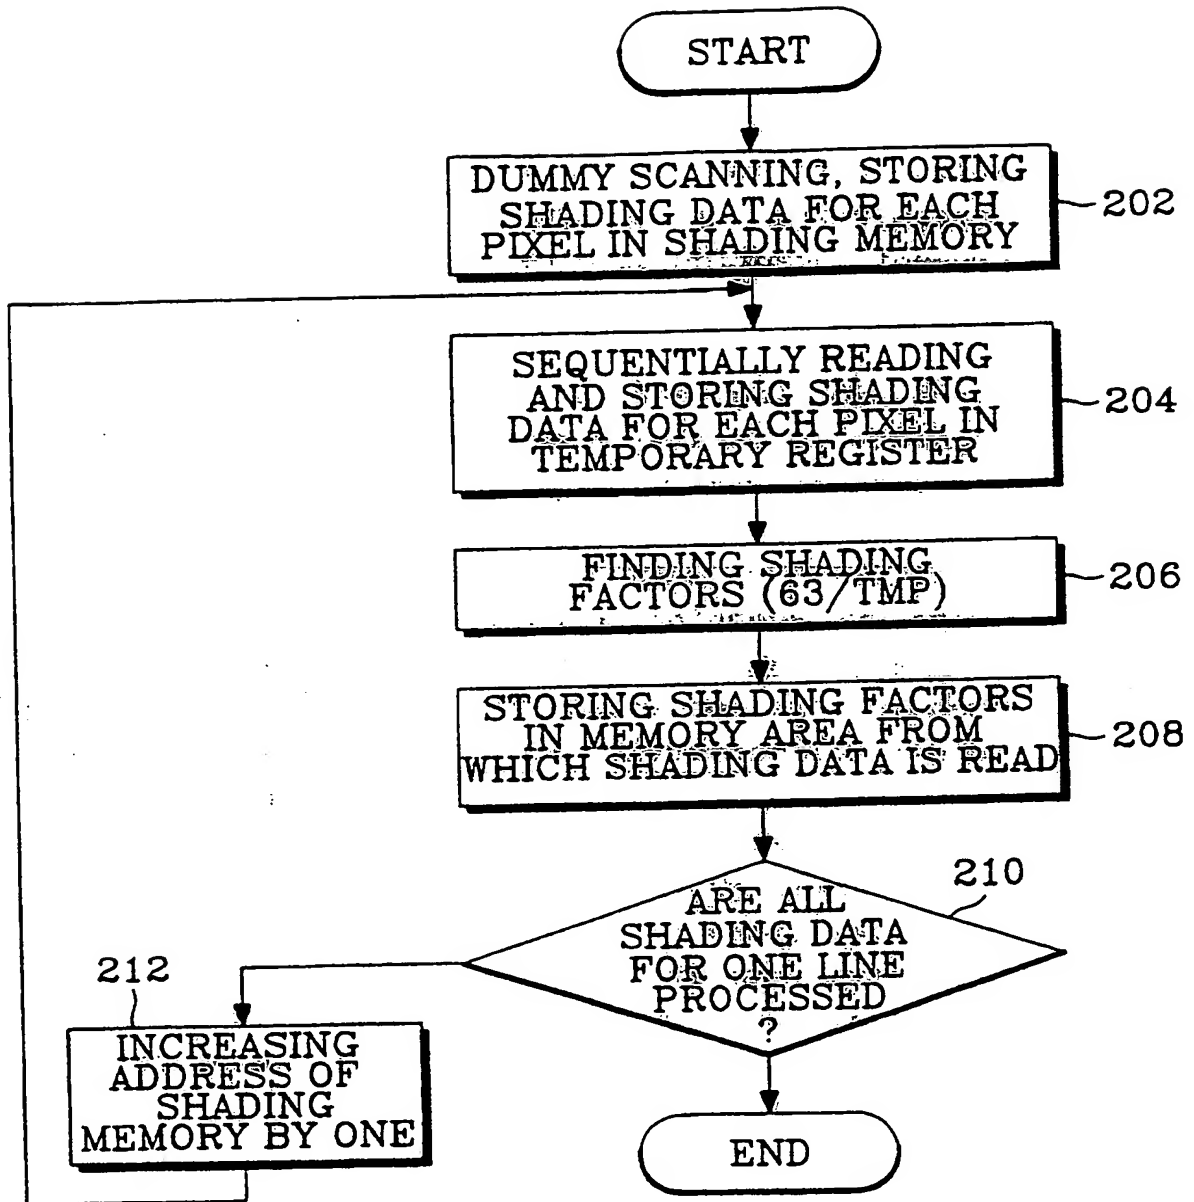 START
DUMMY SCANNING, STORING
SHADING DATA FOR EACH
PIXEL IN SHADING MEMORY
202
SEQUENTIALLY READING
AND STORING SHADING
DATA FOR EACH PIXEL IN
TEMPORARY REGISTER
204
FINDING SHADING
FACTORS (63/TMP)
206
STORING SHADING FACTORS
IN MEMORY AREA FROM
WHICH SHADING DATA IS READ
208
210
ARE ALL
SHADING DATA
FOR ONE LINE
PROCESSED
?
212
INCREASING
ADDRESS OF
SHADING
MEMORY BY ONE
END